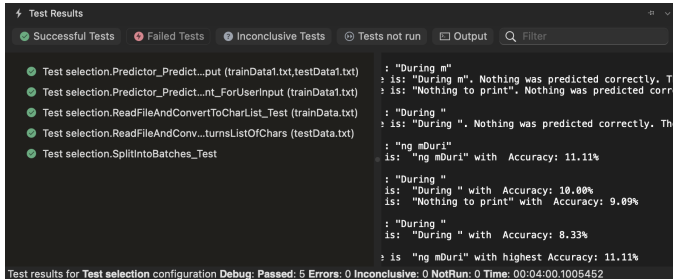 Test Results
Successful Tests Failed Tests Inconclusive Tests Tests not run Output Filter
Test selection.Predictor_Predict...put (trainData1.txt,testData1.txt)
Test selection.Predictor_Predict...nt_ForUserInput (trainData1.txt)
Test selection.ReadFileAndConvertToCharList_Test (trainData.txt)
Test selection.ReadFileAndConv...turnsListOfChars (testData.txt)
Test selection.SplitIntoBatches_Test
: "During m"
e is: "During m". Nothing was predicted correctly. T
e is: "Nothing to print". Nothing was predicted corr
: "During "
e is: "During ". Nothing was predicted correctly. The
: "ng mDuri"
is: "ng mDuri" with Accuracy: 11.11%
: "During "
is: "During " with Accuracy: 10.00%
is: "Nothing to print" with Accuracy: 9.09%
: "During "
is: "During " with Accuracy: 8.33%
e is "ng mDuri" with highest Accuracy: 11.11%
Test results for Test selection configuration Debug: Passed: 5 Errors: 0 Inconclusive: 0 NotRun: 0 Time: 00:04:00.1005452